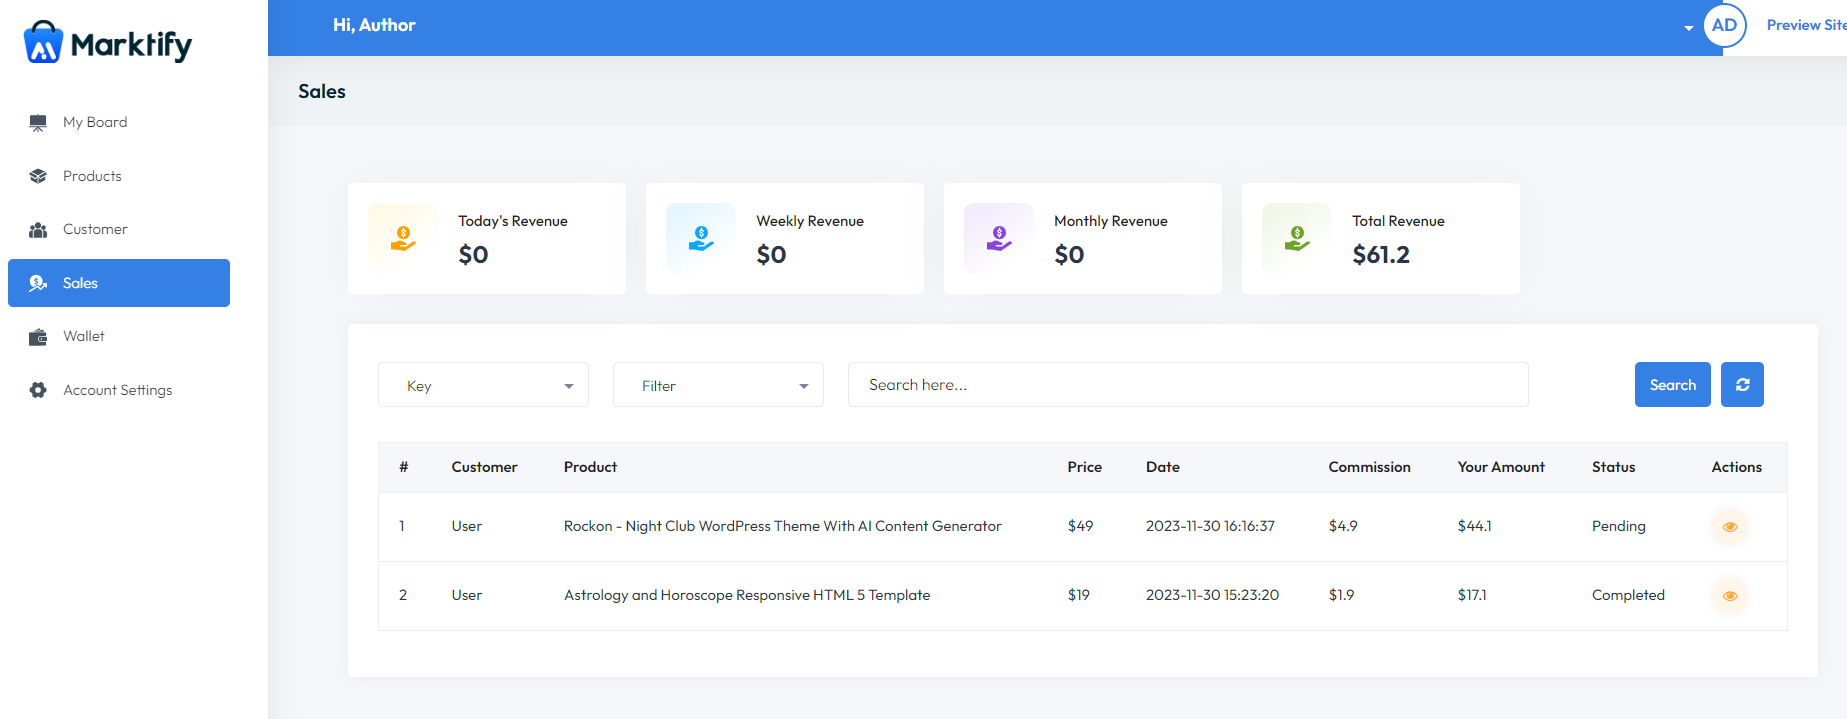 Marktify
Hi, Author
AD
Preview Site
My Board
Products
Customer
Sales
Wallet
Account Settings
Sales
Today's Revenue
$0
Weekly Revenue
$0
Monthly Revenue
$0
Total Revenue
$61.2
Key
Filter
Search here...
Search
# Customer Product Price Date Commission Your Amount Status Actions
1 User Rockon - Night Club WordPress Theme With AI Content Generator $49 2023-11-30 16:16:37 $4.9 $44.1 Pending
2 User Astrology and Horoscope Responsive HTML 5 Template $19 2023-11-30 15:23:20 $1.9 $17.1 Completed